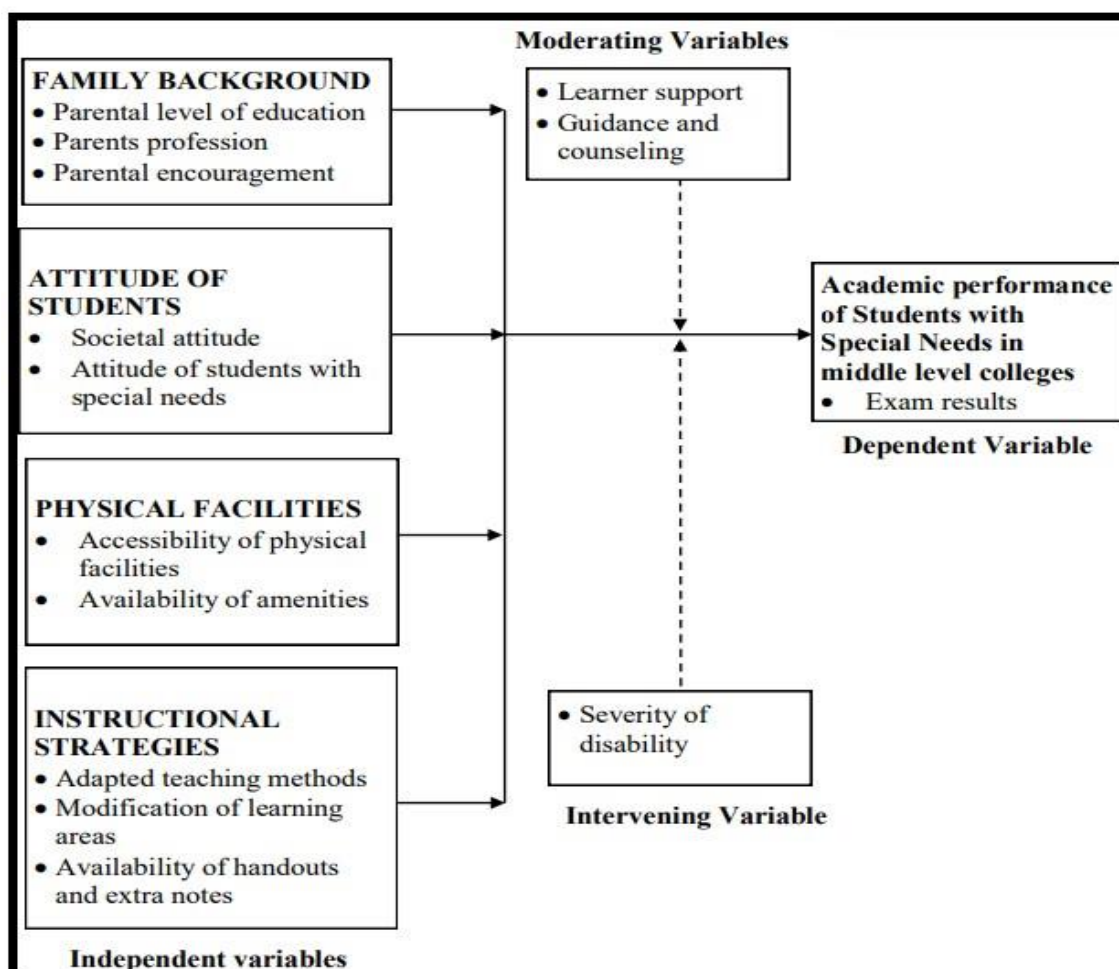 Moderating Variables
FAMILY BACKGROUND
• Parental level of education
• Parents profession
• Parental encouragement
• Learner support
• Guidance and
counseling
ATTITUDE OF
STUDENTS
• Societal attitude
• Attitude of students with
special needs
Academic performance
of Students with
Special Needs in
middle level colleges
• Exam results
Dependent Variable
PHYSICAL FACILITIES
• Accessibility of physical
facilities
• Availability of amenities
INSTRUCTIONAL
STRATEGIES
• Adapted teaching methods
• Modification of learning
areas
• Availability of handouts
and extra notes
• Severity of
disability
Intervening Variable
Independent variables